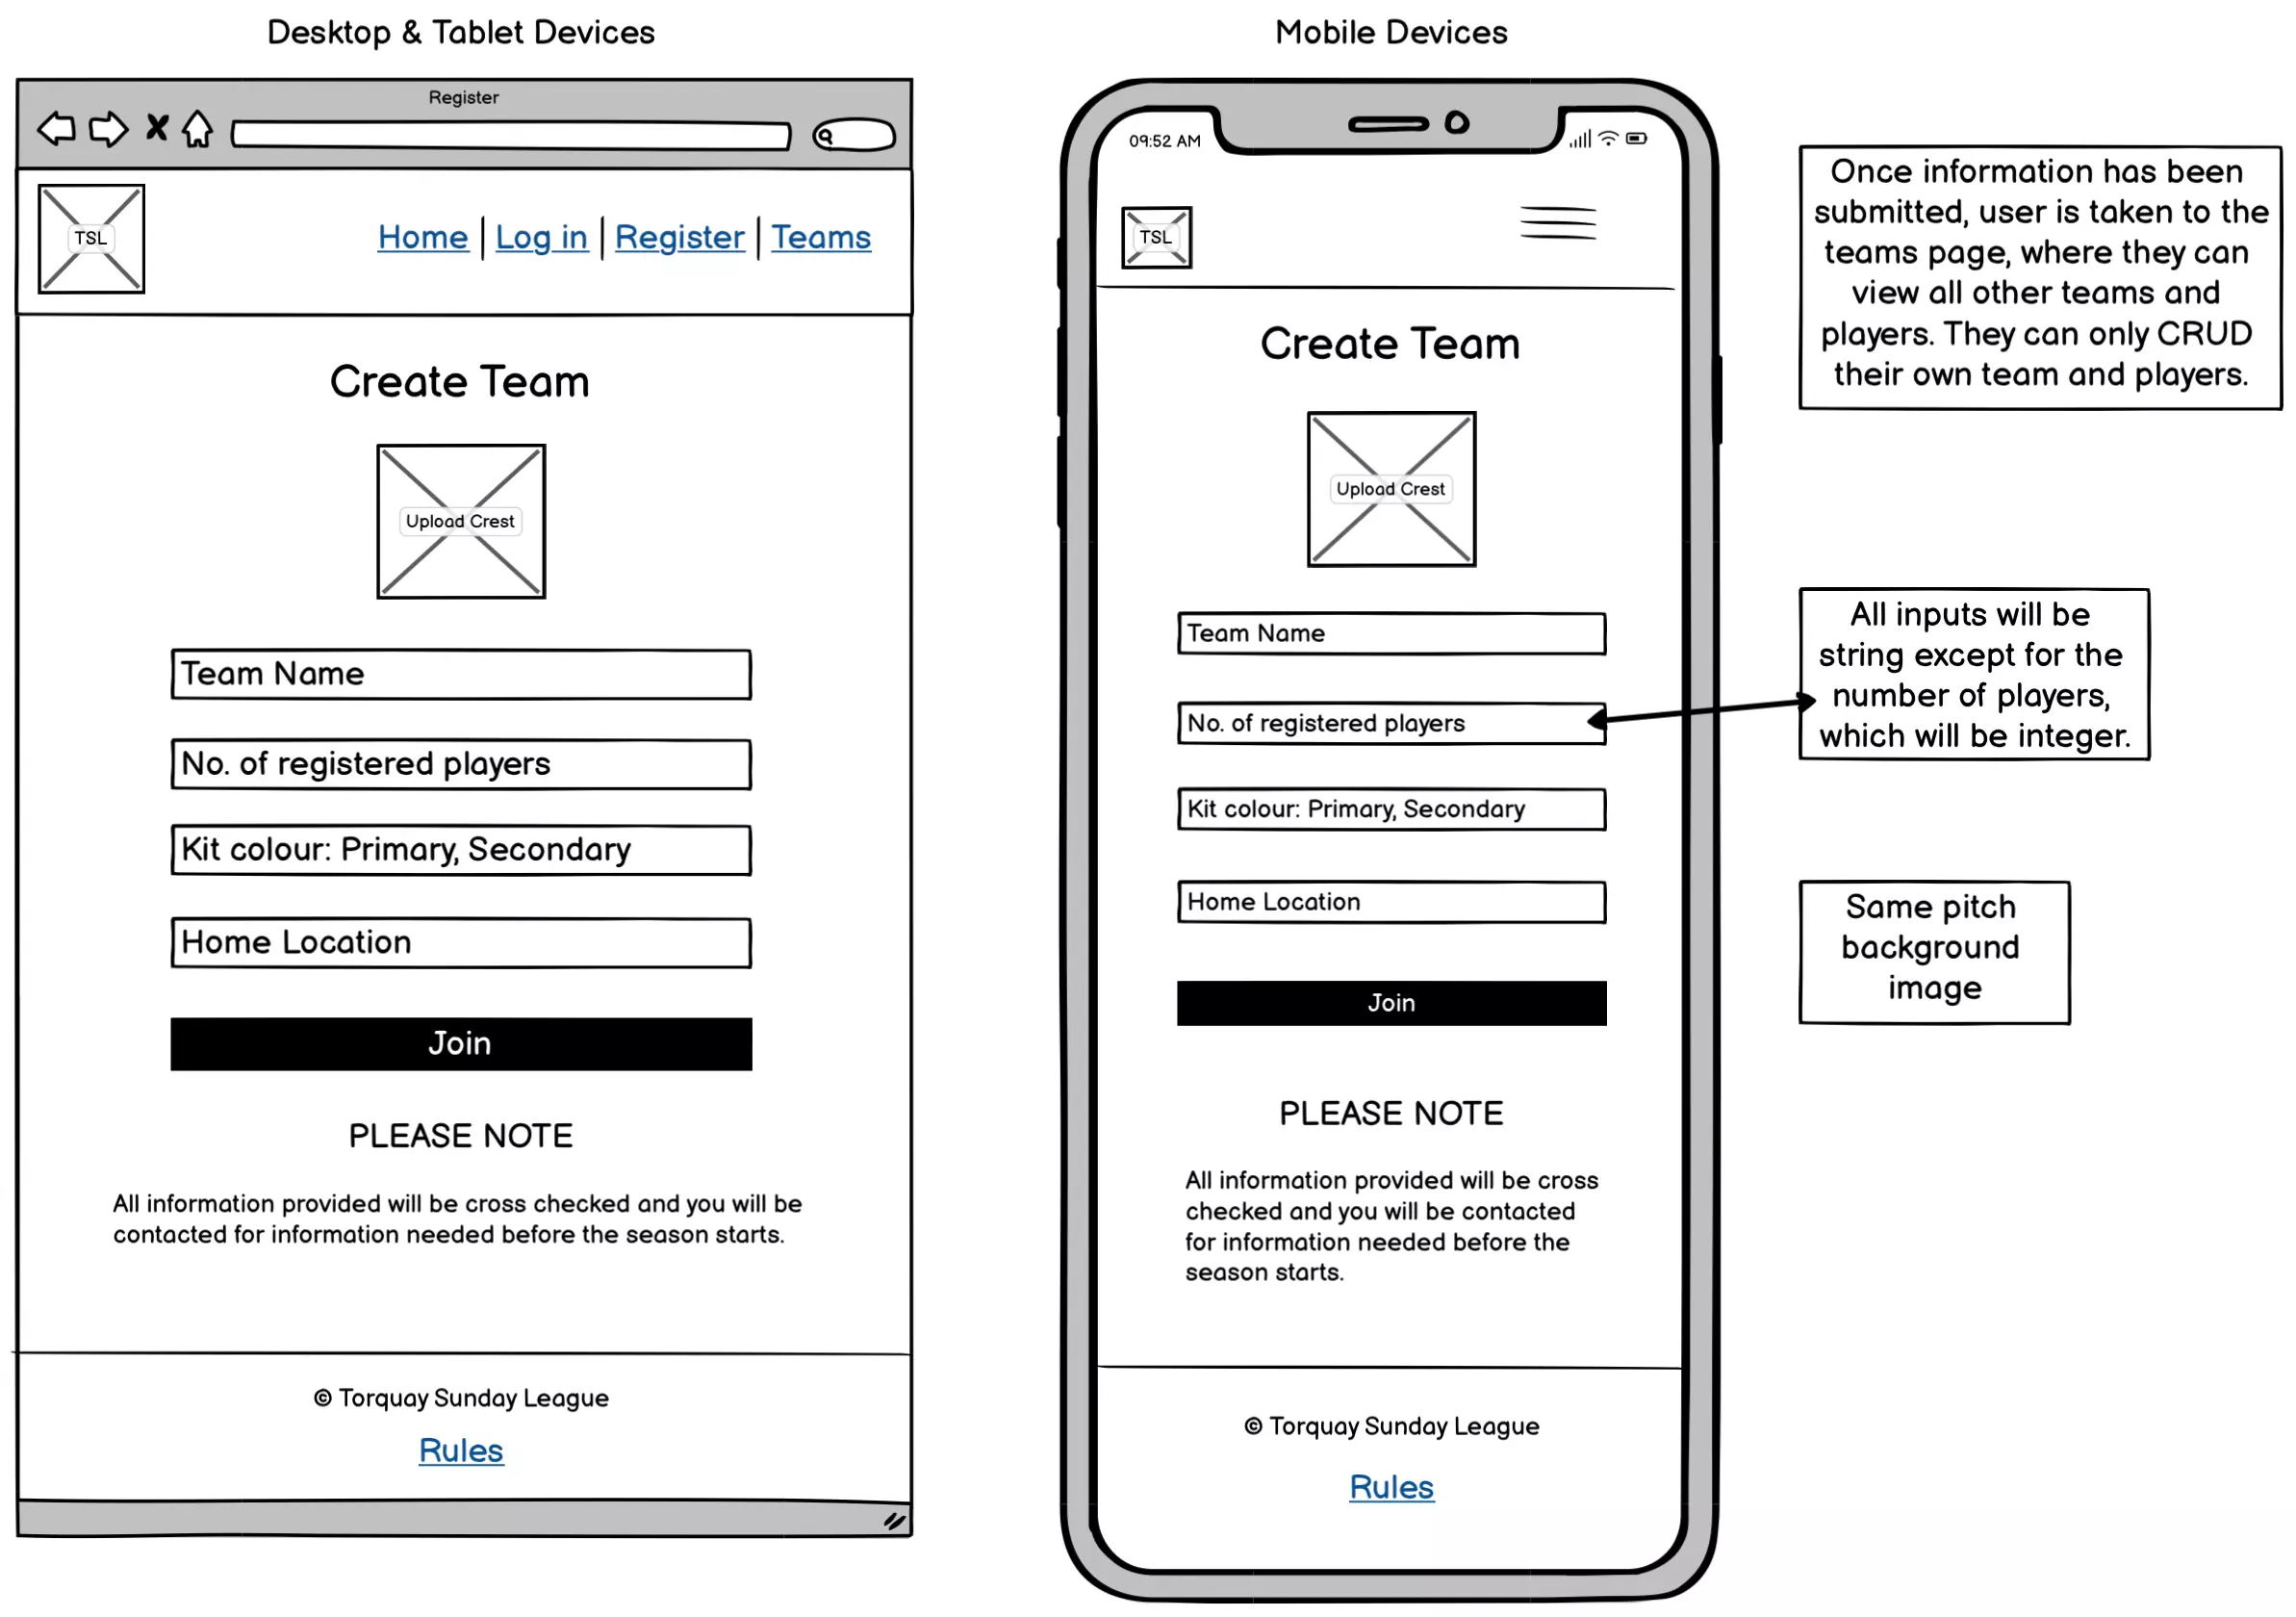 Desktop & Tablet Devices
Register
TSL
Home | Log in | Register | Teams
Create Team
Upload Crest
Team Name
No. of registered players
Kit colour: Primary, Secondary
Home Location
Join
PLEASE NOTE
All information provided will be cross checked and you will be
contacted for information needed before the season starts.
© Torquay Sunday League
Rules
Mobile Devices
09:52 AM
TSL
Create Team
Upload Crest
Team Name
No. of registered players
Kit colour: Primary, Secondary
Home Location
Join
PLEASE NOTE
All information provided will be cross
checked and you will be contacted
for information needed before the
season starts.
© Torquay Sunday League
Rules
Once information has been
submitted, user is taken to the
teams page, where they can
view all other teams and
players. They can only CRUD
their own team and players.
All inputs will be
string except for the
number of players,
which will be integer.
Same pitch
background
image